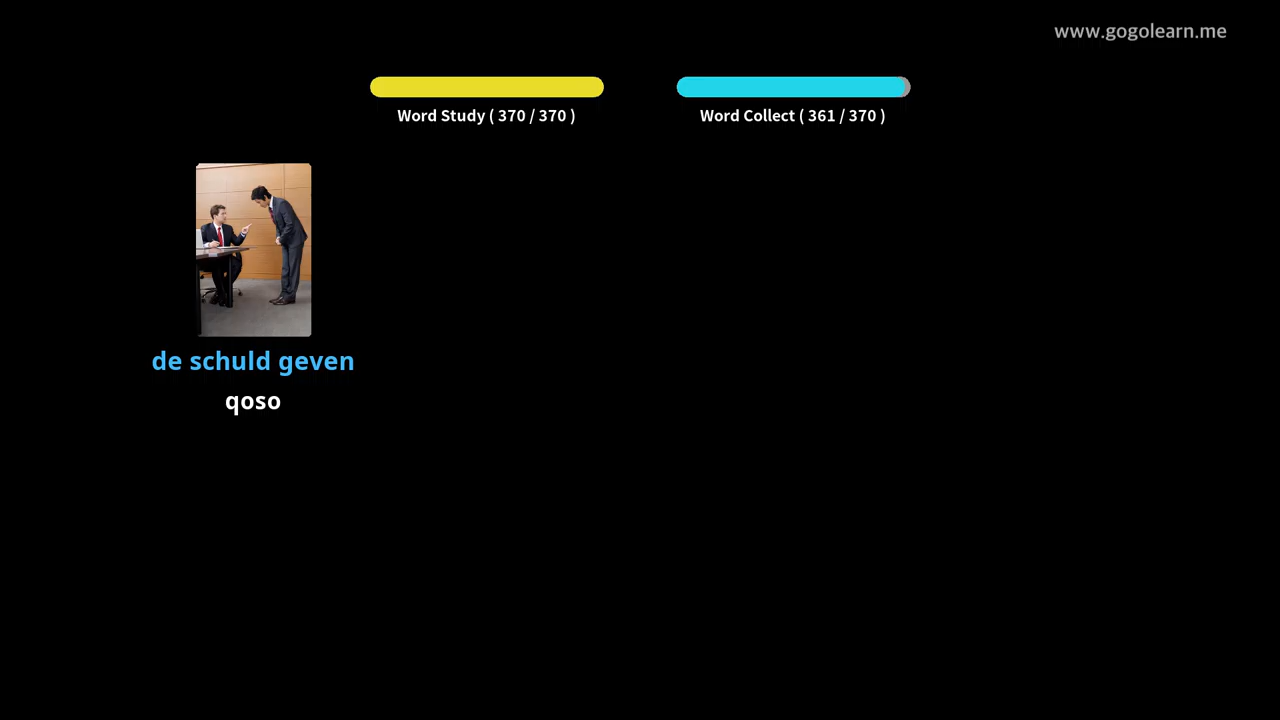 www.gogolearn.me
Word Study ( 370 / 370 )
Word Collect ( 361 / 370 )
de schuld geven
qoso